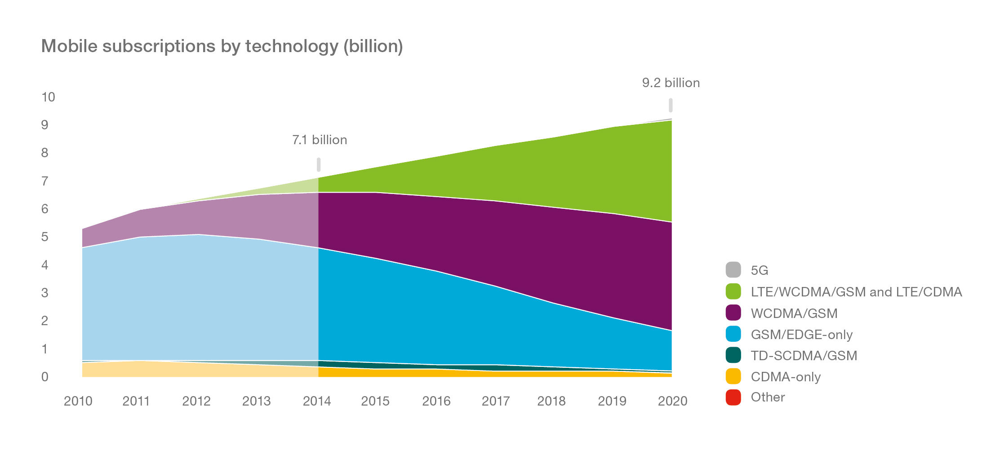 Mobile subscriptions by technology (billion)
9.2 billion
10
9
7.1 billion
8
7
6
5
4
3
2
1
0
2010 2011 2012 2013 2014 2015 2016 2017 2018 2019 2020
5G
LTE/WCDMA/GSM and LTE/CDMA
WCDMA/GSM
GSM/EDGE-only
TD-SCDMA/GSM
CDMA-only
Other